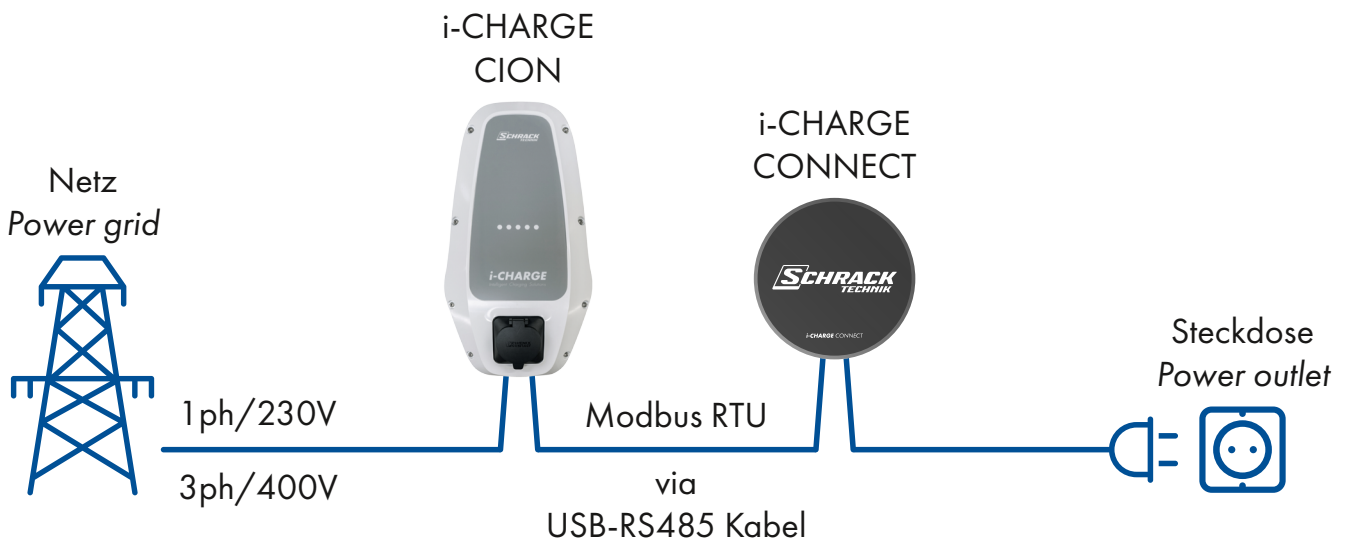 i-CHARGE
CION
i-CHARGE
CONNECT
Netz
Power grid
SCHRACK
TECHNIK
i-CHARGE
SCHRACK
TECHNIK
i-CHARGE CONNECT
Steckdose
Power outlet
1ph/230V
Modbus RTU
3ph/400V
via
USB-RS485 Kabel